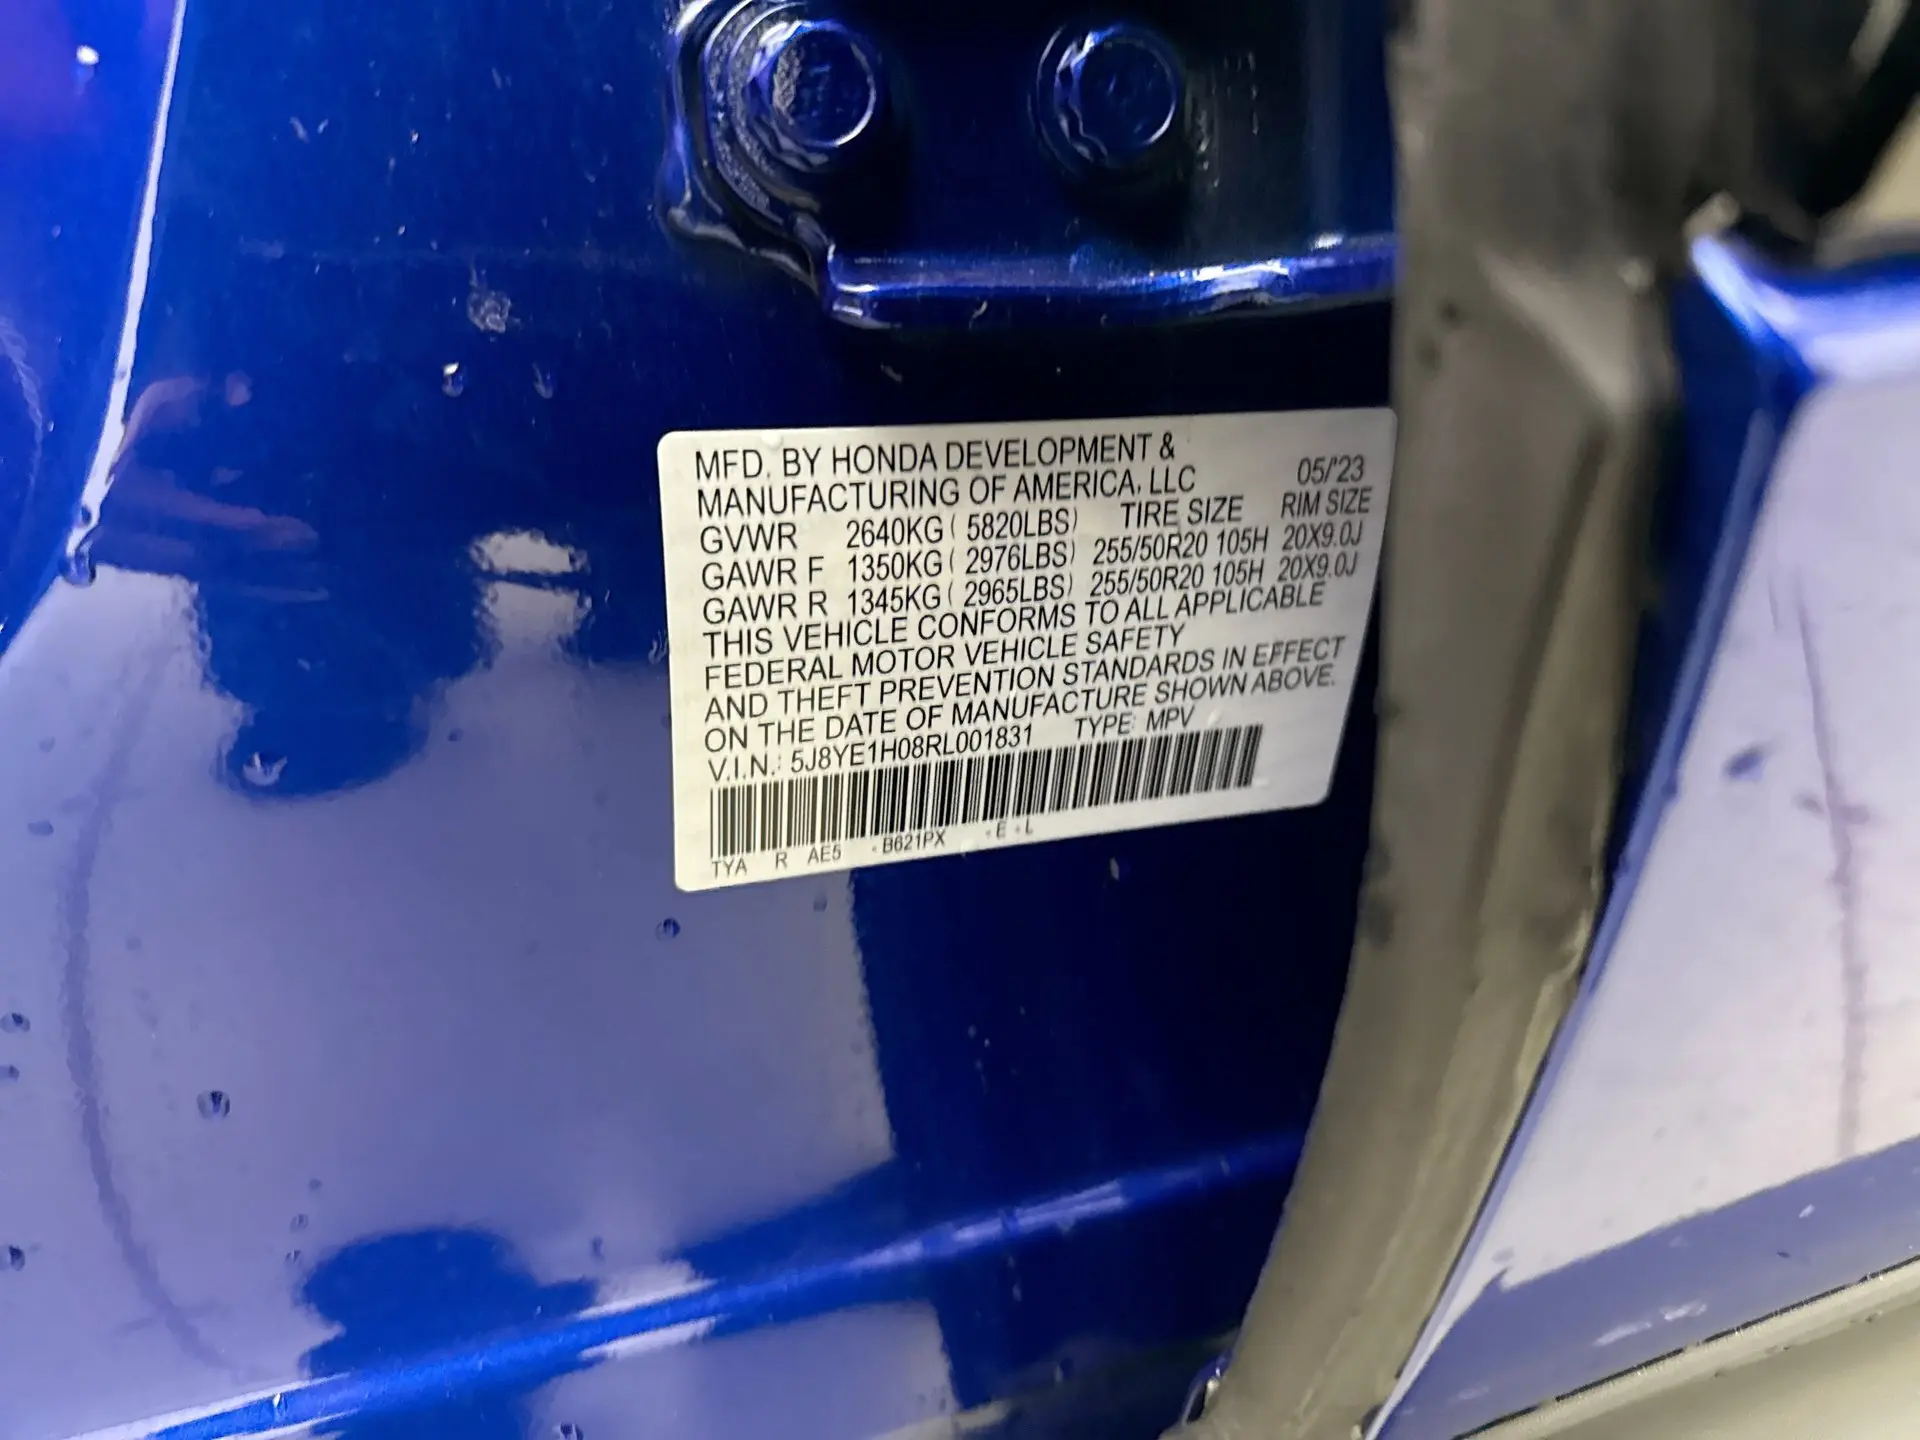 MFD. BY HONDA DEVELOPMENT &
MANUFACTURING OF AMERICA, LLC 05/'23
GVWR 2640KG ( 5820LBS) TIRE SIZE RIM SIZE
GAWR F 1350KG ( 2976LBS) 255/50R20 105H 20X9.0J
GAWR R 1345KG ( 2965LBS) 255/50R20 105H 20X9.0J
THIS VEHICLE CONFORMS TO ALL APPLICABLE
FEDERAL MOTOR VEHICLE SAFETY
AND THEFT PREVENTION STANDARDS IN EFFECT
ON THE DATE OF MANUFACTURE SHOWN ABOVE.
V.I.N.: 5J8YE1H08RL001831 TYPE: MPV
TYA R AE5 -B621PX -E -L